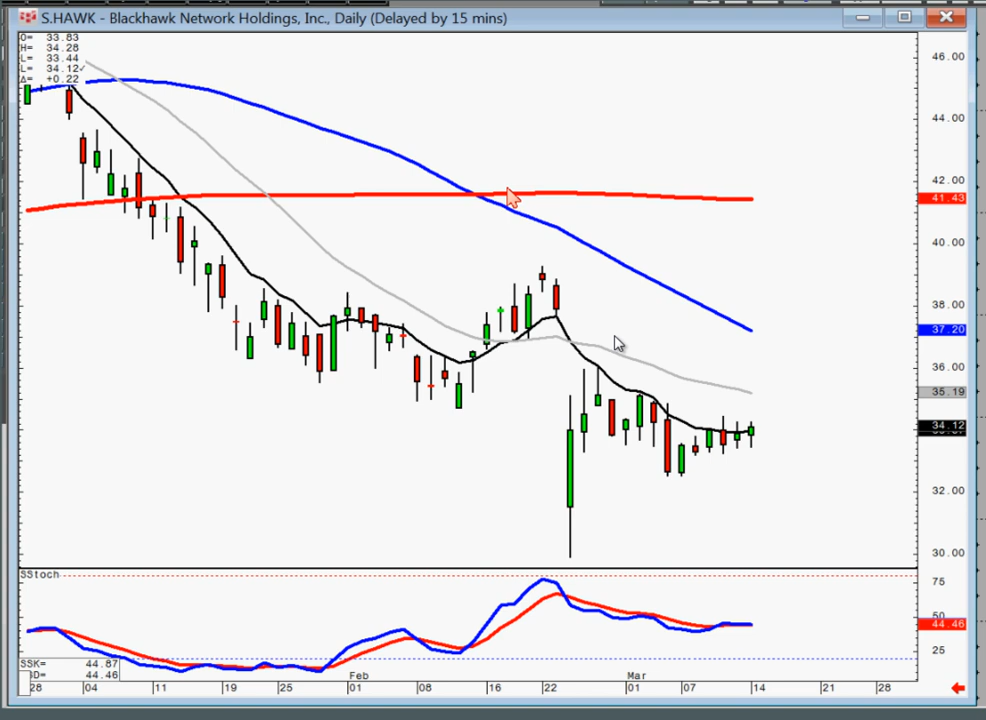 S.HAWK - Blackhawk Network Holdings, Inc., Daily (Delayed by 15 mins)
O= 33.83
H= 34.28
L= 33.44
L= 34.12
Δ= +0.22
46.00
44.00
42.00
41.43
40.00
38.00
37.20
36.00
35.19
34.12
32.00
30.00
SStoch
75
50
44.46
25
SSK= 44.87
SD= 44.46
28 04 11 19 25 Feb 01 08 16 22 Mar 01 07 14 21 28